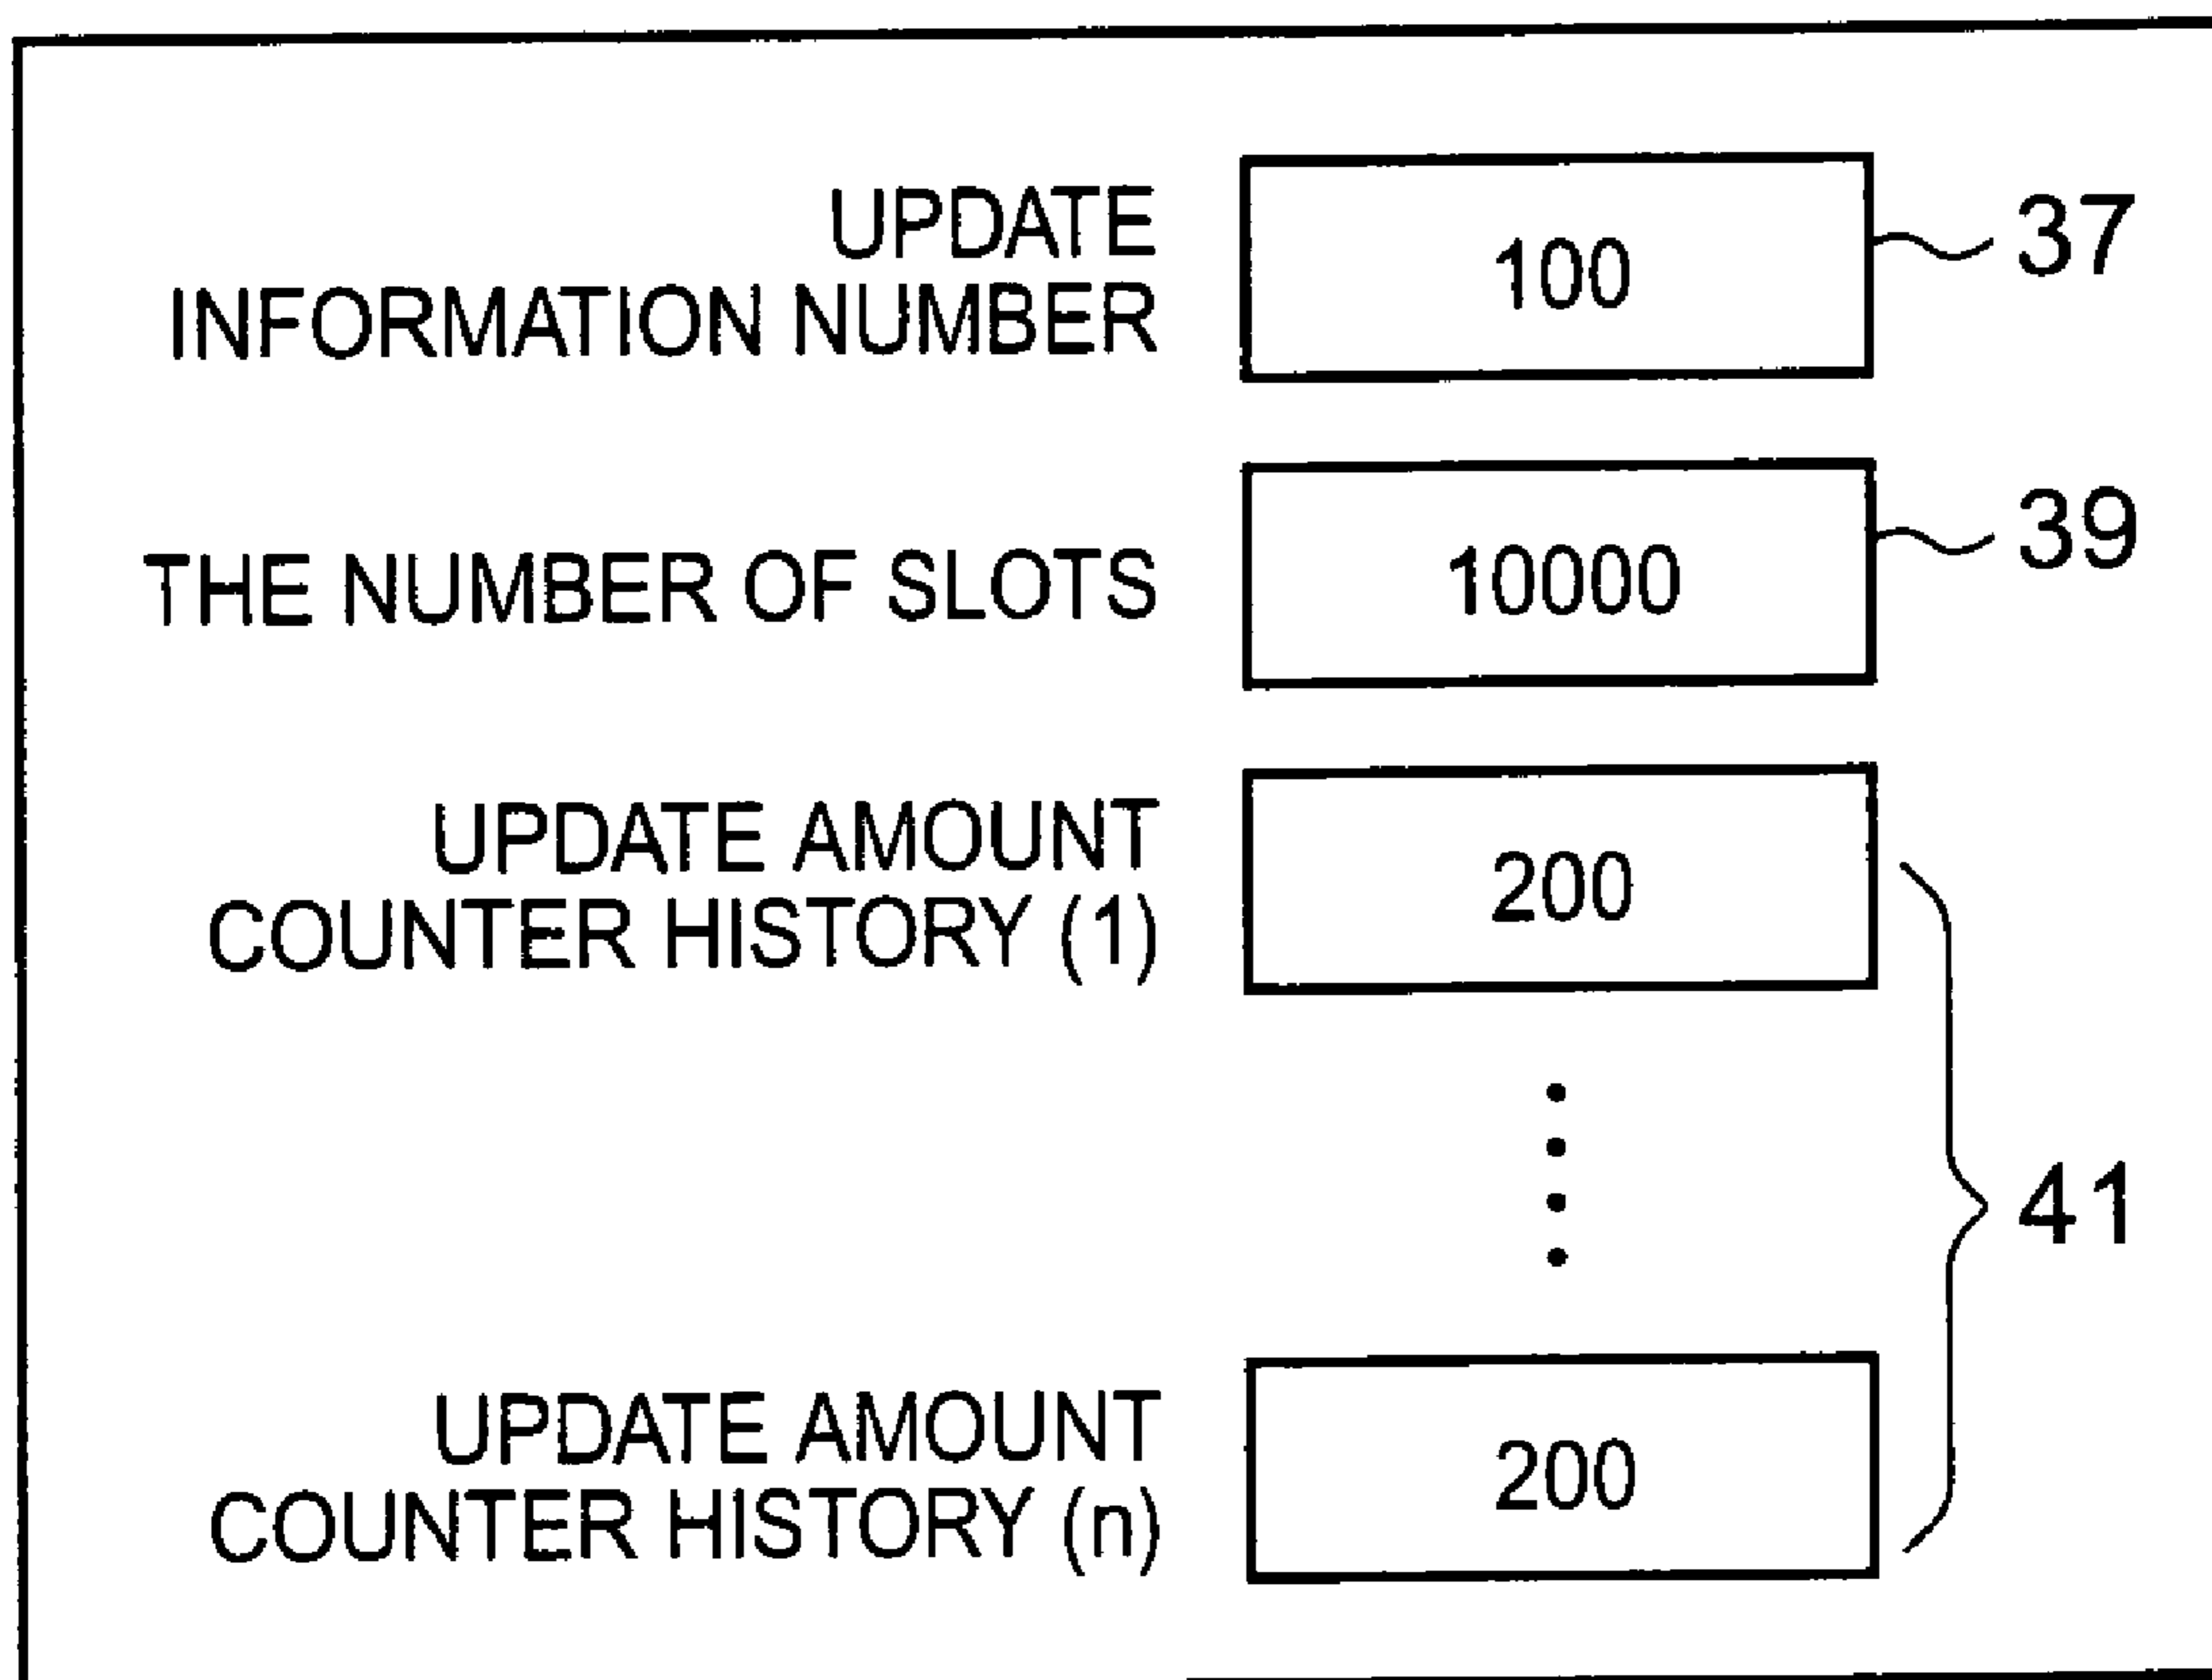 UPDATE
INFORMATION NUMBER
100
37
THE NUMBER OF SLOTS
10000
39
UPDATE AMOUNT
COUNTER HISTORY (1)
200
41
UPDATE AMOUNT
COUNTER HISTORY (n)
200